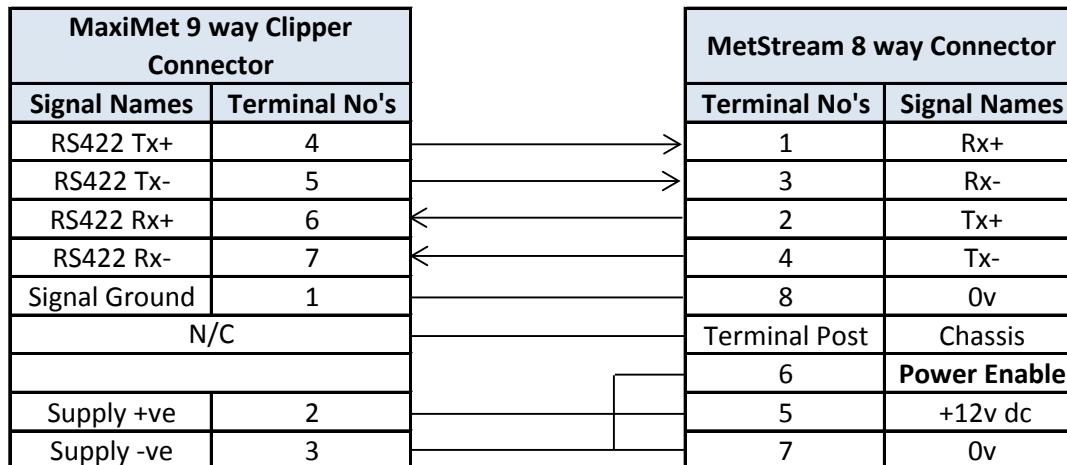 MaxiMet 9 way Clipper
Connector
MetStream 8 way Connector
Signal Names Terminal No's Terminal No's Signal Names
RS422 Tx+ 4 1 Rx+
RS422 Tx- 5 3 Rx-
RS422 Rx+ 6 2 Tx+
RS422 Rx- 7 4 Tx-
Signal Ground 1 8 0v
N/C Terminal Post Chassis
6 Power Enable
Supply +ve 2 5 +12v dc
Supply -ve 3 7 0v